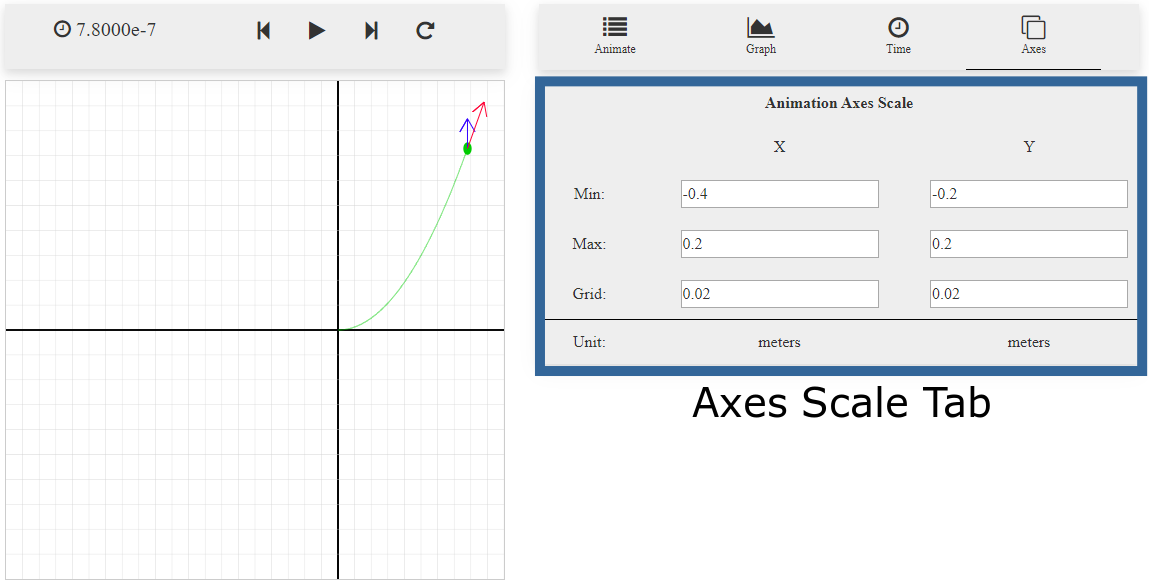 7.8000e-7
Animate Graph Time Axes
Animation Axes Scale
X Y
Min: -0.4 -0.2
Max: 0.2 0.2
Grid: 0.02 0.02
Unit: meters meters
Axes Scale Tab